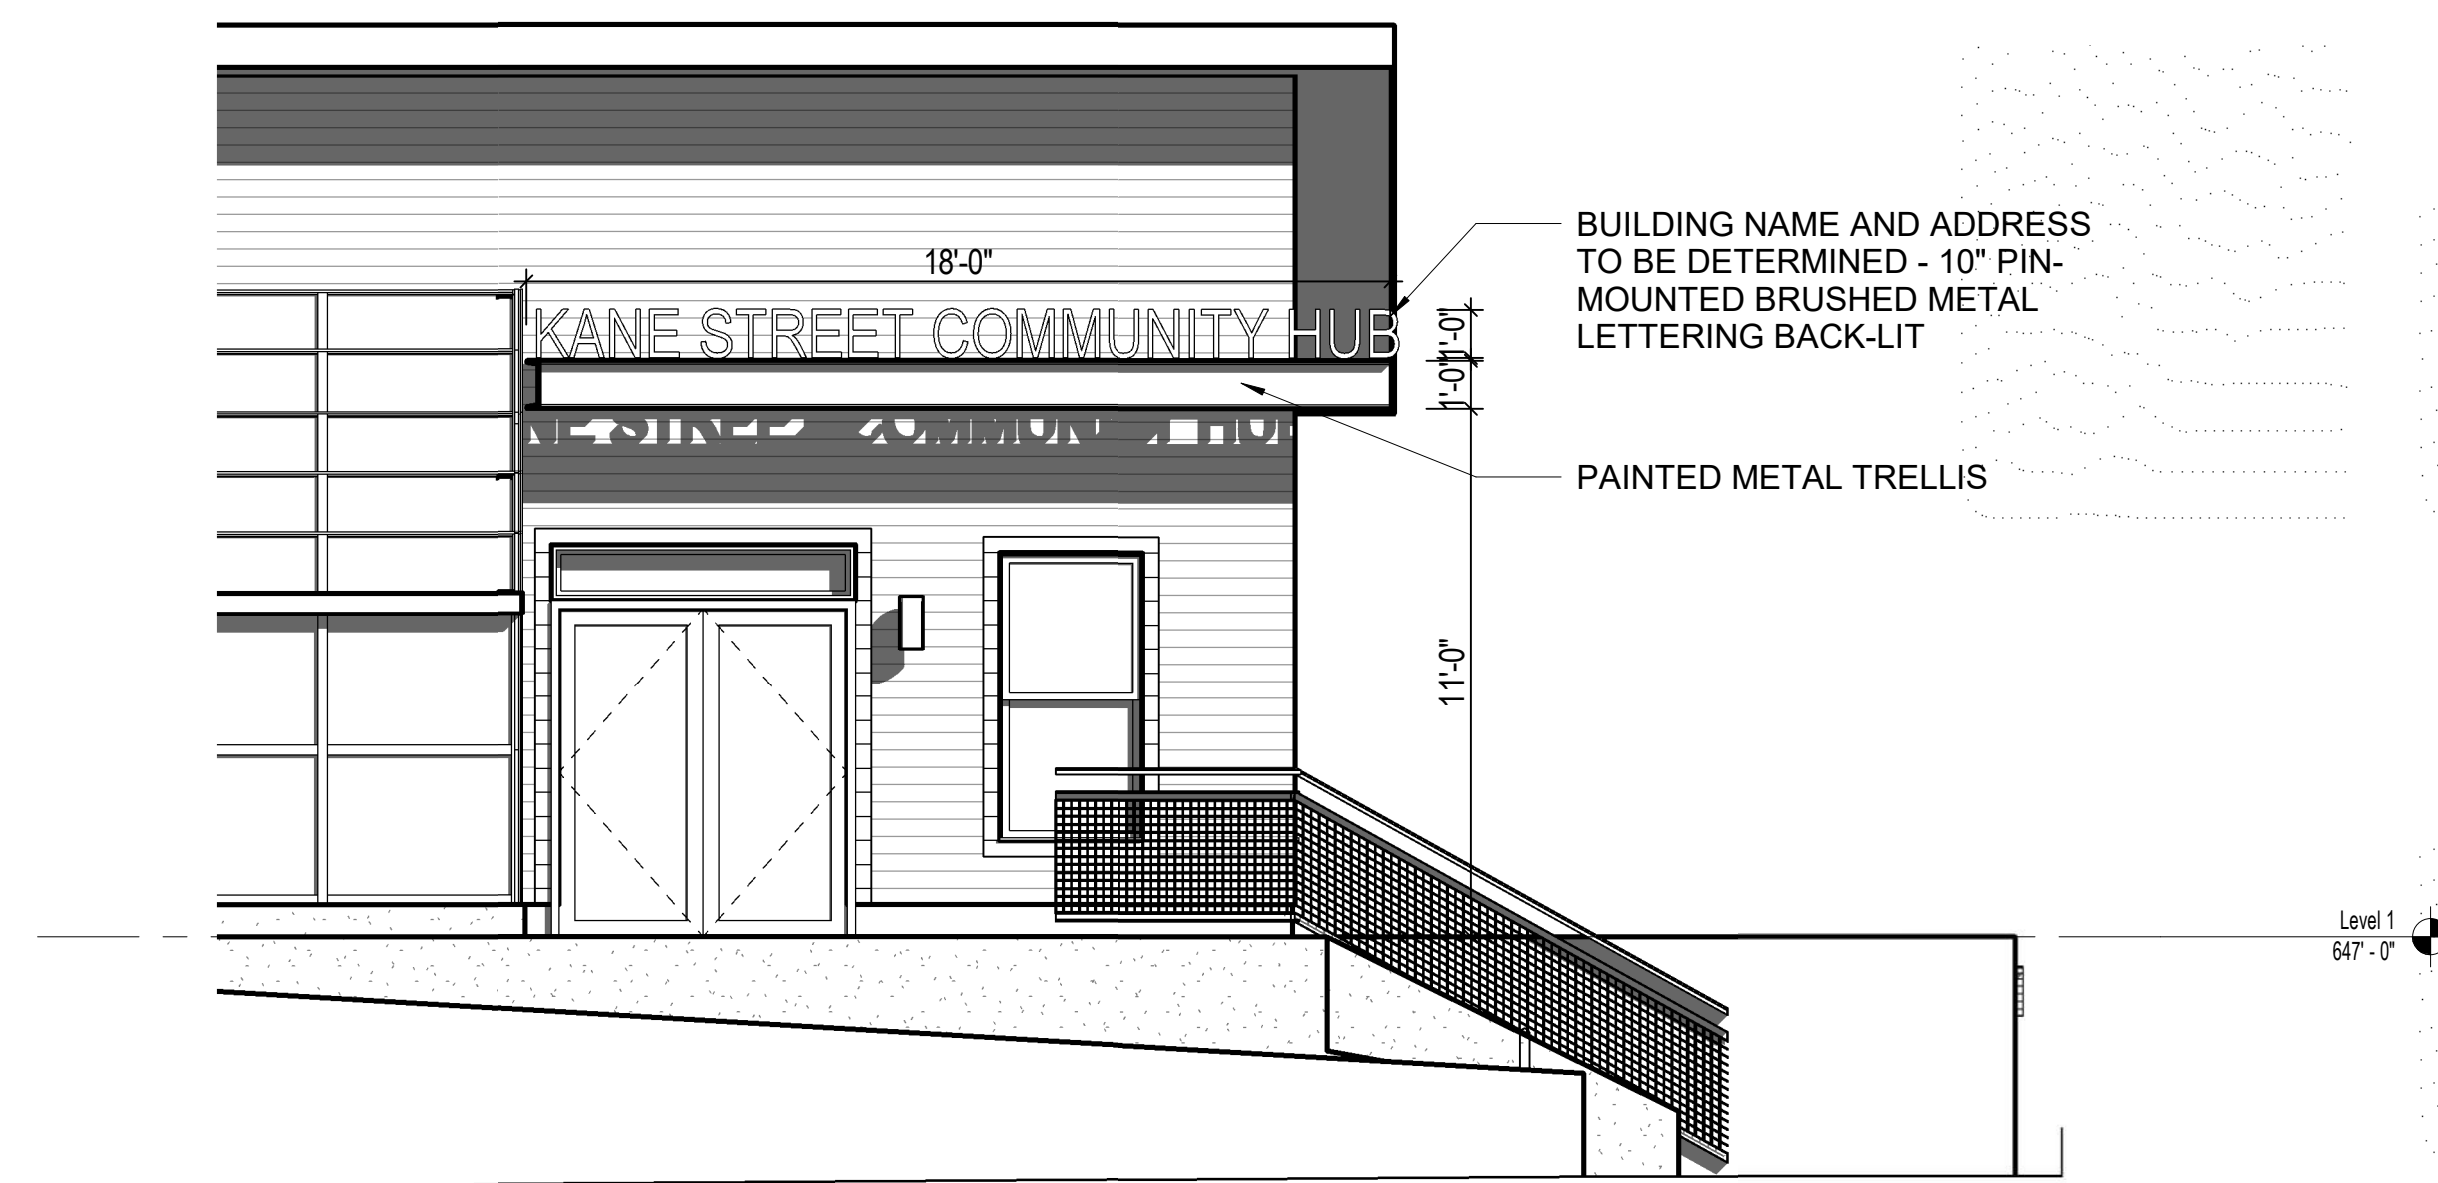 BUILDING NAME AND ADDRESS
TO BE DETERMINED - 10" PIN-
MOUNTED BRUSHED METAL
LETTERING BACK-LIT
18'-0"
KANE STREET COMMUNITY HUB
1'-0"
1'-0"
PAINTED METAL TRELLIS
11'-0"
Level 1
647' - 0"